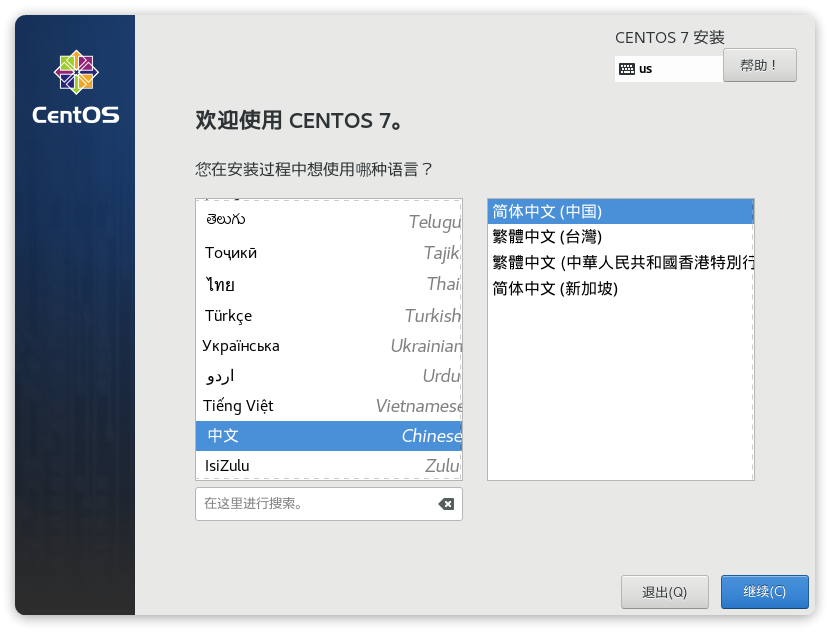 CentOS
CENTOS 7 安装
us
帮助！
欢迎使用 CENTOS 7。
您在安装过程中想使用哪种语言？
తెలుగు Telugu
Тоҷикӣ Tajik
ไทย Thai
Türkçe Turkish
Українська Ukrainian
اردو Urdu
Tiếng Việt Vietnamese
中文 Chinese
IsiZulu Zulu
简体中文 (中国)
繁體中文 (台灣)
繁體中文 (中華人民共和國香港特別行
简体中文 (新加坡)
在这里进行搜索。
退出(Q)
继续(C)